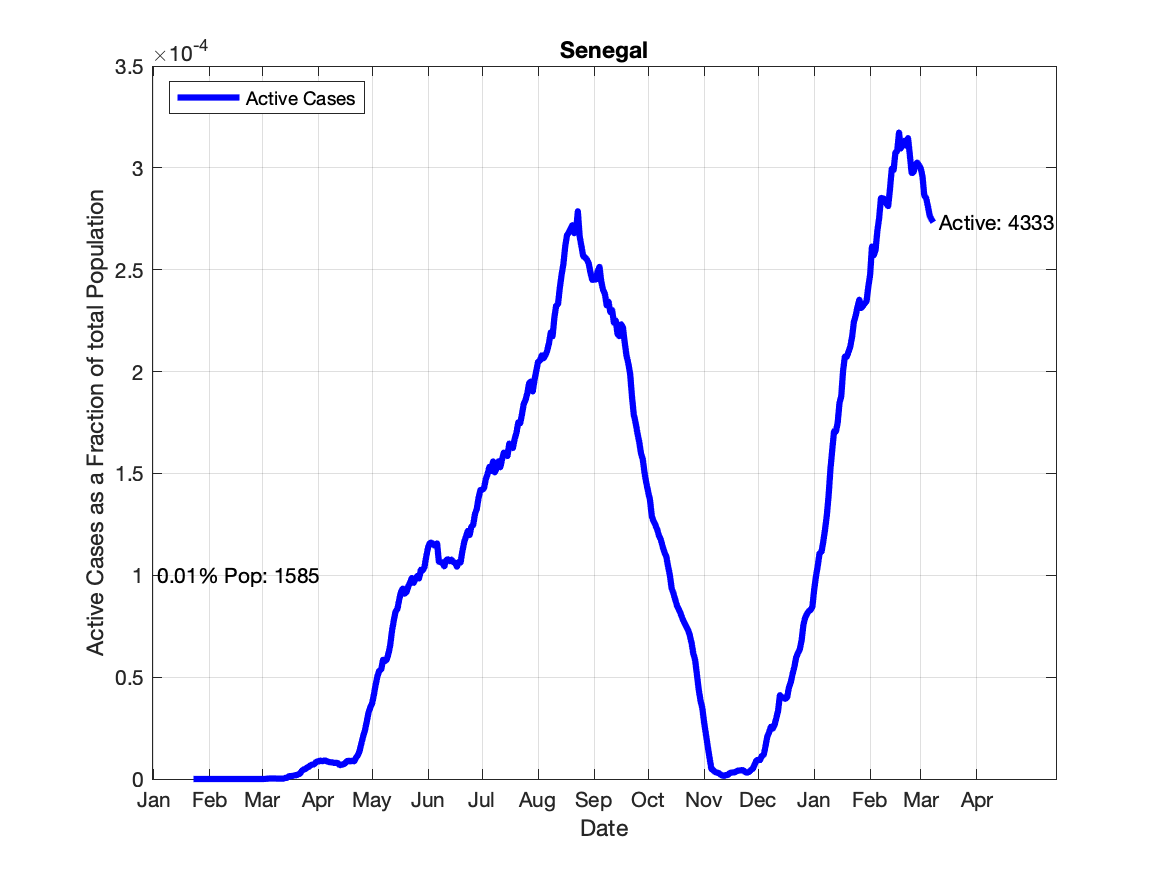 Senegal
×10-4
3.5
3
2.5
2
1.5
1
0.5
0
Active Cases
Active: 4333
0.01% Pop: 1585
Active Cases as a Fraction of total Population
Jan Feb Mar Apr May Jun Jul Aug Sep Oct Nov Dec Jan Feb Mar Apr
Date